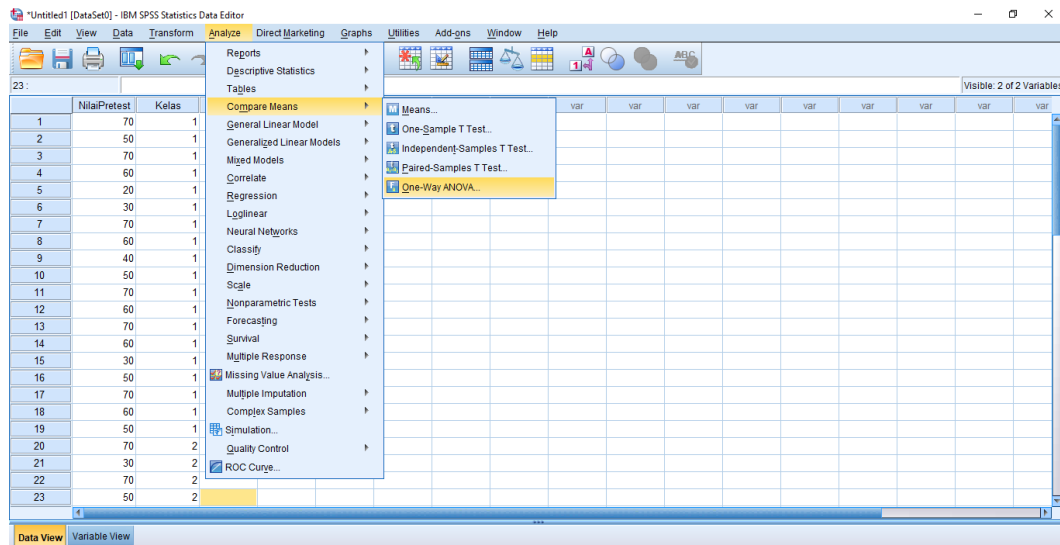 *Untitled1 [DataSet0] - IBM SPSS Statistics Data Editor
File Edit View Data Transform Analyze Direct Marketing Graphs Utilities Add-ons Window Help
23 :
Visible: 2 of 2 Variables
NilaiPretest Kelas var var var var var var var var
1 70 1
2 50 1
3 70 1
4 60 1
5 20 1
6 30 1
7 70 1
8 60 1
9 40 1
10 50 1
11 70 1
12 60 1
13 70 1
14 60 1
15 30 1
16 50 1
17 70 1
18 60 1
19 50 1
20 70 2
21 30 2
22 70 2
23 50 2
Reports
Descriptive Statistics
Tables
Compare Means
General Linear Model
Generalized Linear Models
Mixed Models
Correlate
Regression
Loglinear
Neural Networks
Classify
Dimension Reduction
Scale
Nonparametric Tests
Forecasting
Survival
Multiple Response
Missing Value Analysis...
Multiple Imputation
Complex Samples
Simulation...
Quality Control
ROC Curve...
Means...
One-Sample T Test...
Independent-Samples T Test...
Paired-Samples T Test...
One-Way ANOVA...
Data View Variable View